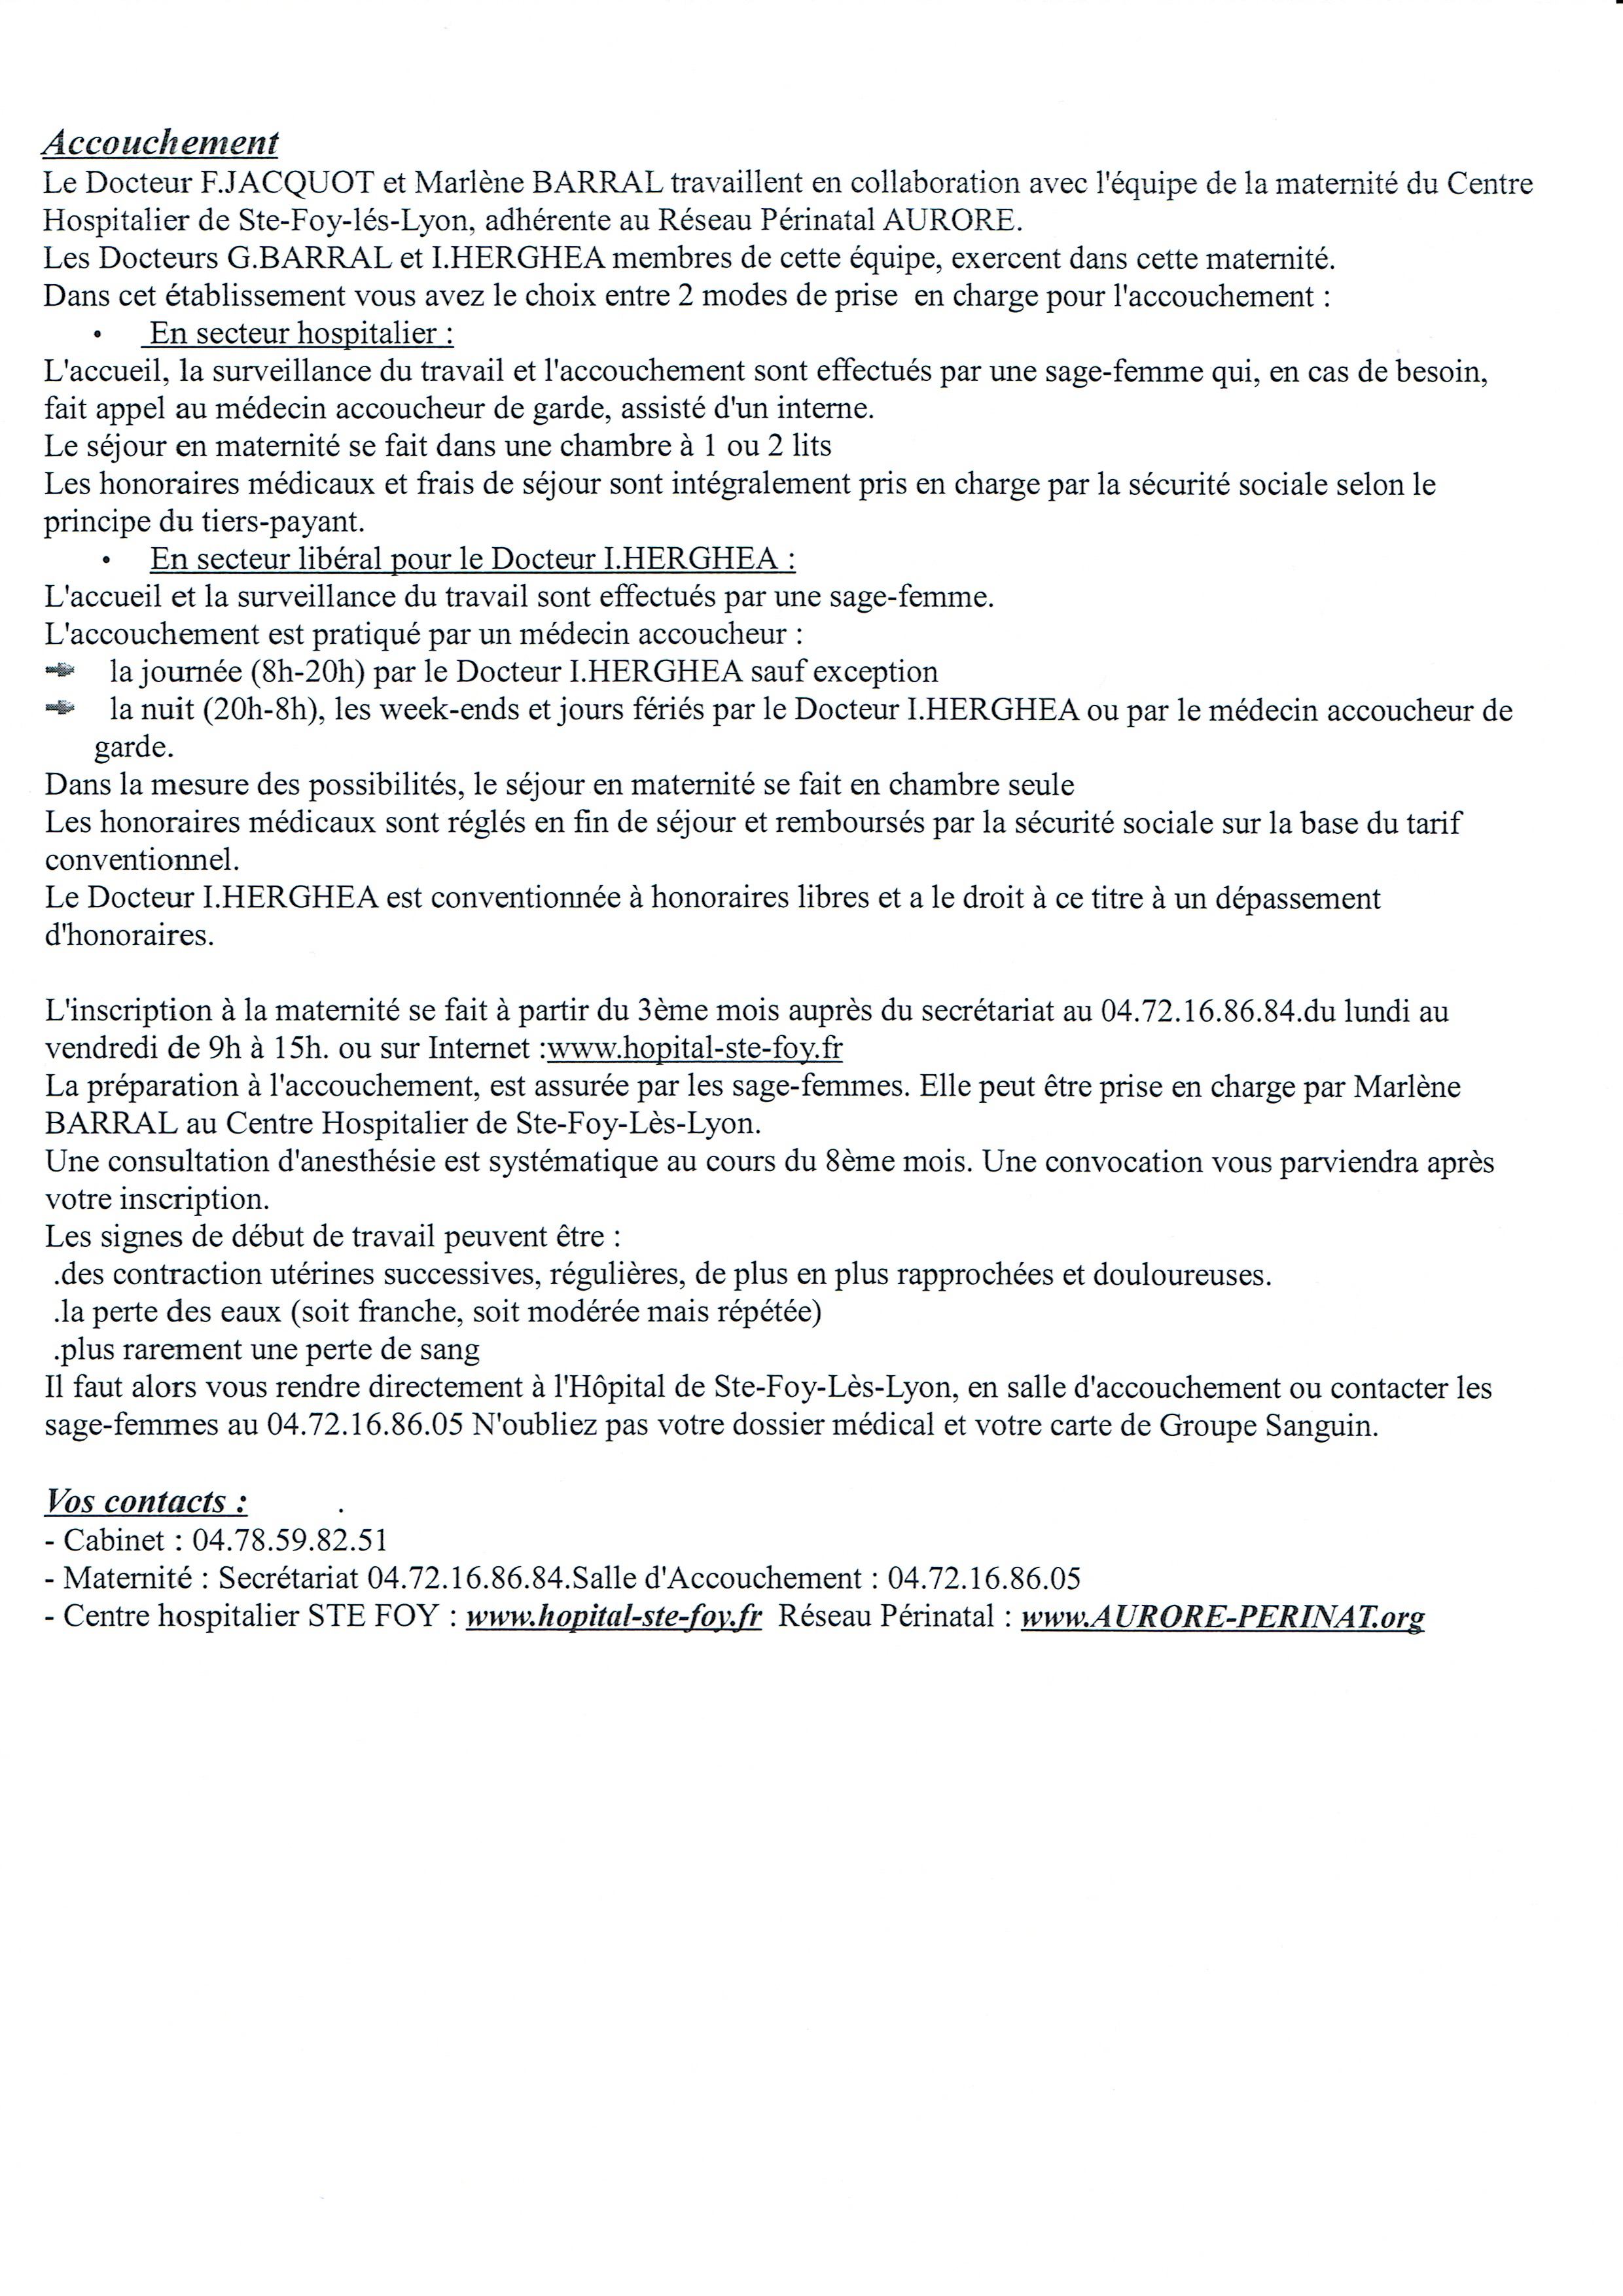 Accouchement
Le Docteur F.JACQUOT et Marlène BARRAL travaillent en collaboration avec l'équipe de la maternité du Centre
Hospitalier de Ste-Foy-lés-Lyon, adhérente au Réseau Périnatal AURORE.
Les Docteurs G.BARRAL et I.HERGHEA membres de cette équipe, exercent dans cette maternité.
Dans cet établissement vous avez le choix entre 2 modes de prise  en charge pour l'accouchement :
• En secteur hospitalier :
L'accueil, la surveillance du travail et l'accouchement sont effectués par une sage-femme qui, en cas de besoin,
fait appel au médecin accoucheur de garde, assisté d'un interne.
Le séjour en maternité se fait dans une chambre à 1 ou 2 lits
Les honoraires médicaux et frais de séjour sont intégralement pris en charge par la sécurité sociale selon le
principe du tiers-payant.
• En secteur libéral pour le Docteur I.HERGHEA :
L'accueil et la surveillance du travail sont effectués par une sage-femme.
L'accouchement est pratiqué par un médecin accoucheur :
➔ la journée (8h-20h) par le Docteur I.HERGHEA sauf exception
➔ la nuit (20h-8h), les week-ends et jours fériés par le Docteur I.HERGHEA ou par le médecin accoucheur de
garde.
Dans la mesure des possibilités, le séjour en maternité se fait en chambre seule
Les honoraires médicaux sont réglés en fin de séjour et remboursés par la sécurité sociale sur la base du tarif
conventionnel.
Le Docteur I.HERGHEA est conventionnée à honoraires libres et a le droit à ce titre à un dépassement
d'honoraires.
L'inscription à la maternité se fait à partir du 3ème mois auprès du secrétariat au 04.72.16.86.84.du lundi au
vendredi de 9h à 15h. ou sur Internet :www.hopital-ste-foy.fr
La préparation à l'accouchement, est assurée par les sage-femmes. Elle peut être prise en charge par Marlène
BARRAL au Centre Hospitalier de Ste-Foy-Lès-Lyon.
Une consultation d'anesthésie est systématique au cours du 8ème mois. Une convocation vous parviendra après
votre inscription.
Les signes de début de travail peuvent être :
.des contraction utérines successives, régulières, de plus en plus rapprochées et douloureuses.
.la perte des eaux (soit franche, soit modérée mais répétée)
.plus rarement une perte de sang
Il faut alors vous rendre directement à l'Hôpital de Ste-Foy-Lès-Lyon, en salle d'accouchement ou contacter les
sage-femmes au 04.72.16.86.05 N'oubliez pas votre dossier médical et votre carte de Groupe Sanguin.
Vos contacts : .
- Cabinet : 04.78.59.82.51
- Maternité : Secrétariat 04.72.16.86.84.Salle d'Accouchement : 04.72.16.86.05
- Centre hospitalier STE FOY : www.hopital-ste-foy.fr  Réseau Périnatal : www.AURORE-PERINAT.org